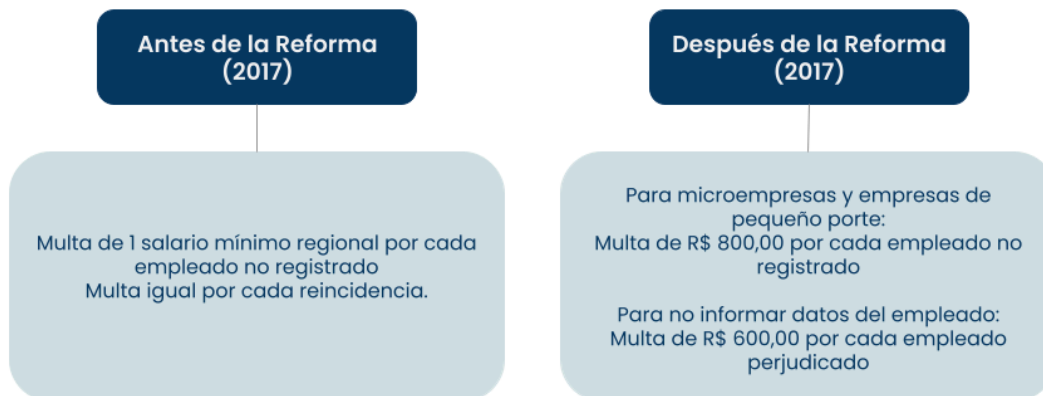 Antes de la Reforma
(2017)
Multa de 1 salario mínimo regional por cada
empleado no registrado
Multa igual por cada reincidencia.
Después de la Reforma
(2017)
Para microempresas y empresas de
pequeño porte:
Multa de R$ 800,00 por cada empleado no
registrado
Para no informar datos del empleado:
Multa de R$ 600,00 por cada empleado
perjudicado